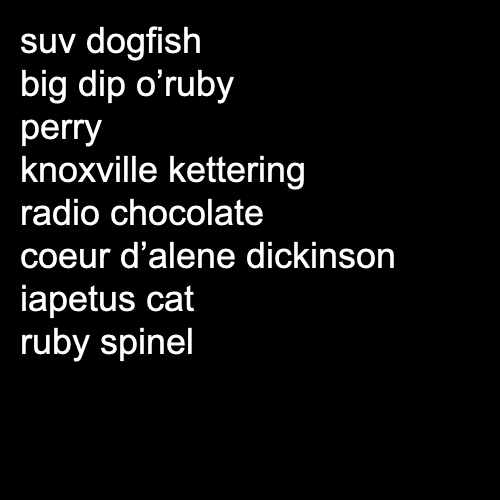 suv dogfish
big dip o’ruby
perry
knoxville kettering
radio chocolate
coeur d’alene dickinson
iapetus cat
ruby spinel